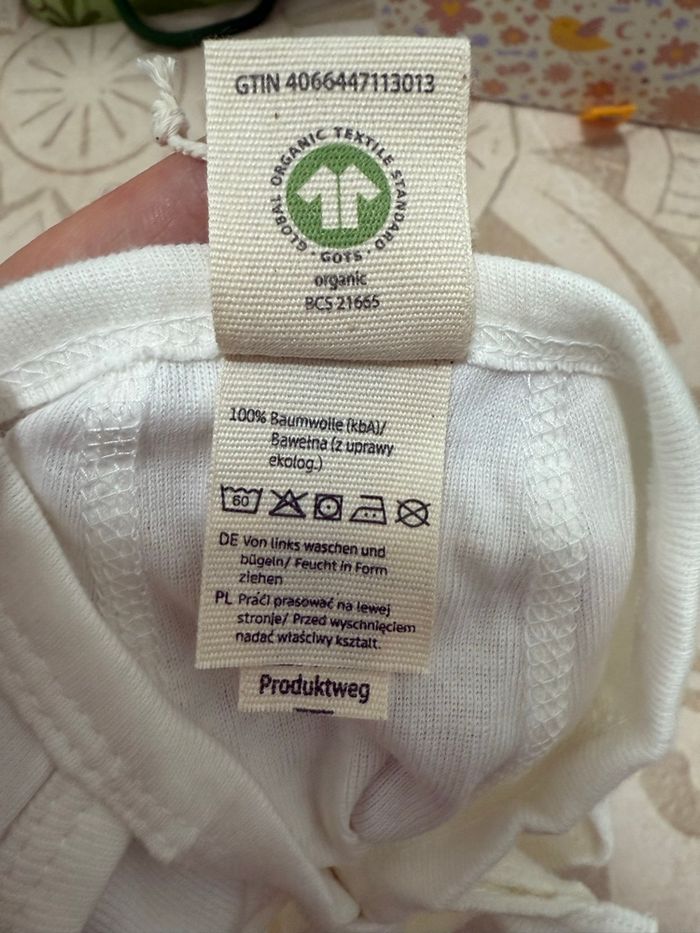 GTIN 4066447113013
GLOBAL ORGANIC TEXTILE STANDARD · GOTS ·
organic
BCS 21665
100% Baumwolle (kbA)/
Bawełna (z uprawy
ekolog.)
60
DE Von links waschen und
bügeln/ Feucht in Form
ziehen
PL Prać i prasować na lewej
stronie/ Przed wyschnięciem
nadać właściwy kształt.
Produktweg